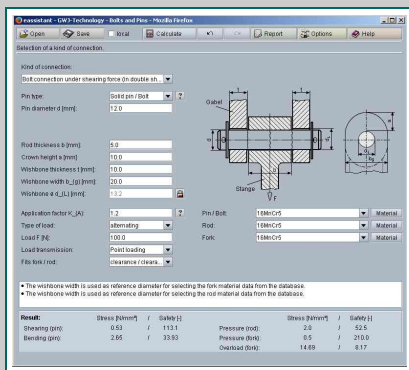 eassistant - GWJ-Technology - Bolts and Pins - Mozilla Firefox
Open Save local Calculate Report Options Help
Selection of a kind of connection.
Kind of connection:
Bolt connection under shearing force (in double sh...
Pin type: Solid pin / Bolt ?
Pin diameter d [mm]: 12.0
Rod thickness b [mm]: 5.0
Crown height a [mm]: 10.0
Wishbone thickness t [mm]: 10.0
Wishbone width b_(g) [mm]: 20.0
Wishbone ø d_(L) [mm]: 13.2
Application factor K_(A): 1.2 ?
Type of load: alternating
Load F [N]: 100.0
Load transmission: Point loading
Fits fork / rod: clearance / cleara...
Gabel
Stange
t
t
b
d
F
Pin / Bolt: 16MnCr5 Material
Rod: 16MnCr5 Material
Fork: 16MnCr5 Material
• The wishbone width is used as reference diameter for selecting the fork material data from the database.
• The wishbone width is used as reference diameter for selecting the rod material data from the database.
Result: Stress [N/mm²] / Safety [-] Stress [N/mm²] / Safety [-]
Shearing (pin): 0.53 / 113.1 Pressure (rod): 2.0 / 52.5
Bending (pin): 2.65 / 33.93 Pressure (fork): 0.5 / 210.0
Overload (fork): 14.69 / 8.17